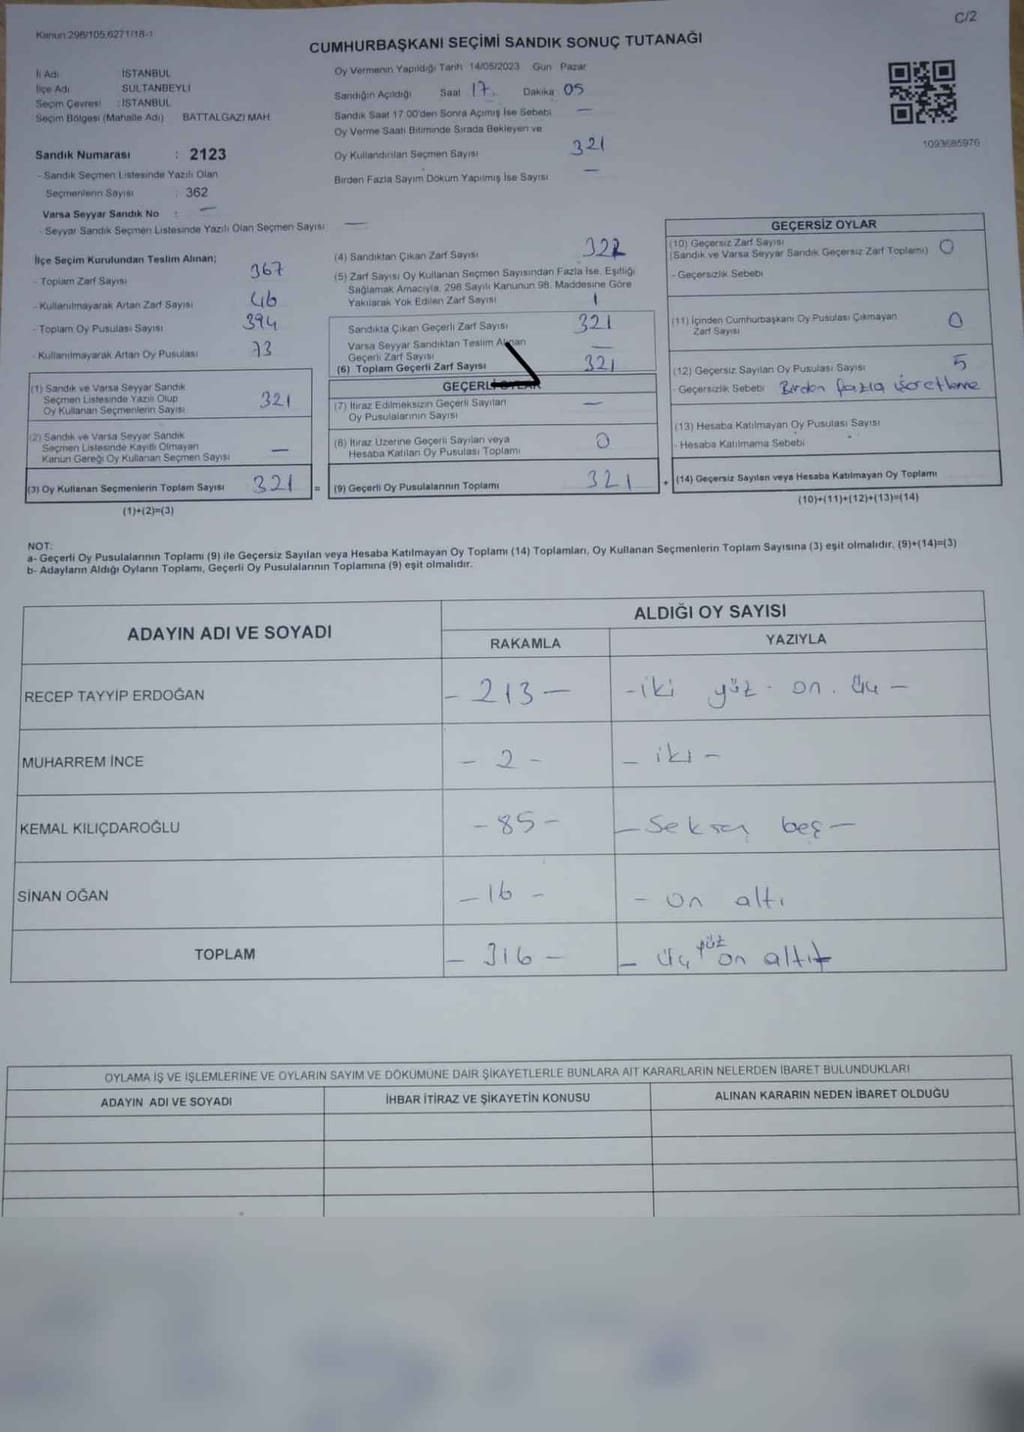 C/2
Kanun:298/105,6271/18-1
CUMHURBAŞKANI SEÇİMİ SANDIK SONUÇ TUTANAĞI
İl Adı : İSTANBUL
İlçe Adı : SULTANBEYLİ
Seçim Çevresi : İSTANBUL
Seçim Bölgesi (Mahalle Adı) BATTALGAZİ MAH.
Sandık Numarası : 2123
- Sandık Seçmen Listesinde Yazılı Olan
Seçmenlerin Sayısı : 362
Varsa Seyyar Sandık No : —
- Seyyar Sandık Seçmen Listesinde Yazılı Olan Seçmen Sayısı —
Oy Vermenin Yapıldığı Tarih 14/05/2023 Gün Pazar
Sandığın Açıldığı Saat 17. Dakika 05
Sandık Saat 17.00'den Sonra Açılmış İse Sebebi —
Oy Verme Saati Bitiminde Sırada Bekleyen ve
Oy Kullandırılan Seçmen Sayısı 321
Birden Fazla Sayım Döküm Yapılmış İse Sayısı —
1093685976
İlçe Seçim Kurulundan Teslim Alınan;
- Toplam Zarf Sayısı 367
- Kullanılmayarak Artan Zarf Sayısı 46
- Toplam Oy Pusulası Sayısı 394
- Kullanılmayarak Artan Oy Pusulası 73
(1) Sandık ve Varsa Seyyar Sandık
Seçmen Listesinde Yazılı Olup
Oy Kullanan Seçmenlerin Sayısı 321
(2) Sandık ve Varsa Seyyar Sandık
Seçmen Listesinde Kayıtlı Olmayan
Kanun Gereği Oy Kullanan Seçmen Sayısı —
(3) Oy Kullanan Seçmenlerin Toplam Sayısı 321 =
(1)+(2)=(3)
(4) Sandıktan Çıkan Zarf Sayısı 322
(5) Zarf Sayısı Oy Kullanan Seçmen Sayısından Fazla İse, Eşitliği
Sağlamak Amacıyla, 298 Sayılı Kanunun 98. Maddesine Göre
Yakılarak Yok Edilen Zarf Sayısı 1
Sandıkta Çıkan Geçerli Zarf Sayısı 321
Varsa Seyyar Sandıktan Teslim Alınan
Geçerli Zarf Sayısı —
(6) Toplam Geçerli Zarf Sayısı 321
GEÇERLİ OYLAR
(7) İtiraz Edilmeksizin Geçerli Sayılan
Oy Pusulalarının Sayısı —
(8) İtiraz Üzerine Geçerli Sayılan veya
Hesaba Katılan Oy Pusulası Toplamı 0
(9) Geçerli Oy Pusulalarının Toplamı 321 +
GEÇERSİZ OYLAR
(10) Geçersiz Zarf Sayısı
(Sandık ve Varsa Seyyar Sandık Geçersiz Zarf Toplamı) 0
- Geçersizlik Sebebi
(11) İçinden Cumhurbaşkanı Oy Pusulası Çıkmayan
Zarf Sayısı 0
(12) Geçersiz Sayılan Oy Pusulası Sayısı 5
- Geçersizlik Sebebi Birden fazla işaretleme
(13) Hesaba Katılmayan Oy Pusulası Sayısı
- Hesaba Katılmama Sebebi
(14) Geçersiz Sayılan veya Hesaba Katılmayan Oy Toplamı
(10)+(11)+(12)+(13)=(14)
NOT:
a- Geçerli Oy Pusulalarının Toplamı (9) ile Geçersiz Sayılan veya Hesaba Katılmayan Oy Toplamı (14) Toplamları, Oy Kullanan Seçmenlerin Toplam Sayısına (3) eşit olmalıdır. (9)+(14)=(3)
b- Adayların Aldığı Oyların Toplamı, Geçerli Oy Pusulalarının Toplamına (9) eşit olmalıdır.
ADAYIN ADI VE SOYADI
ALDIĞI OY SAYISI
RAKAMLA YAZIYLA
RECEP TAYYİP ERDOĞAN - 213 - - iki yüz on üç -
MUHARREM İNCE - 2 - - iki -
KEMAL KILIÇDAROĞLU - 85 - - Seksen beş -
SİNAN OĞAN - 16 - - on altı
TOPLAM - 316 - - üç yüz on altı
OYLAMA İŞ VE İŞLEMLERİNE VE OYLARIN SAYIM VE DÖKÜMÜNE DAİR ŞİKAYETLERLE BUNLARA AİT KARARLARIN NELERDEN İBARET BULUNDUKLARI
ADAYIN ADI VE SOYADI İHBAR İTİRAZ VE ŞİKAYETİN KONUSU ALINAN KARARIN NEDEN İBARET OLDUĞU